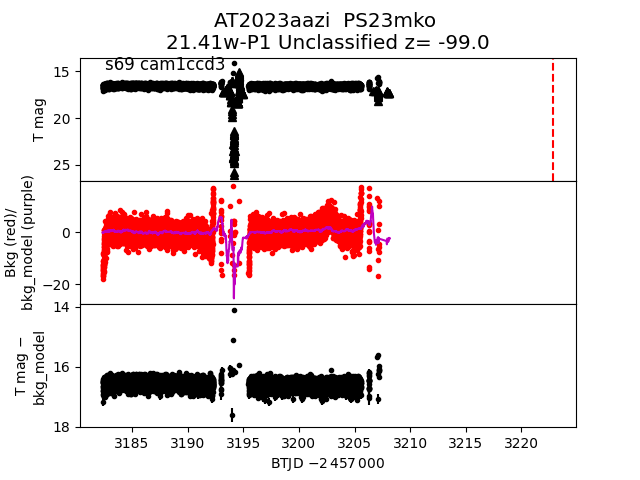 AT2023aazi  PS23mko
21.41w-P1 Unclassified z= -99.0
s69 cam1ccd3
15
20
25
T mag
0
−20
Bkg (red)/
bkg_model (purple)
14
16
18
T mag −
bkg_model
3185 3190 3195 3200 3205 3210 3215 3220
BTJD −2 457 000